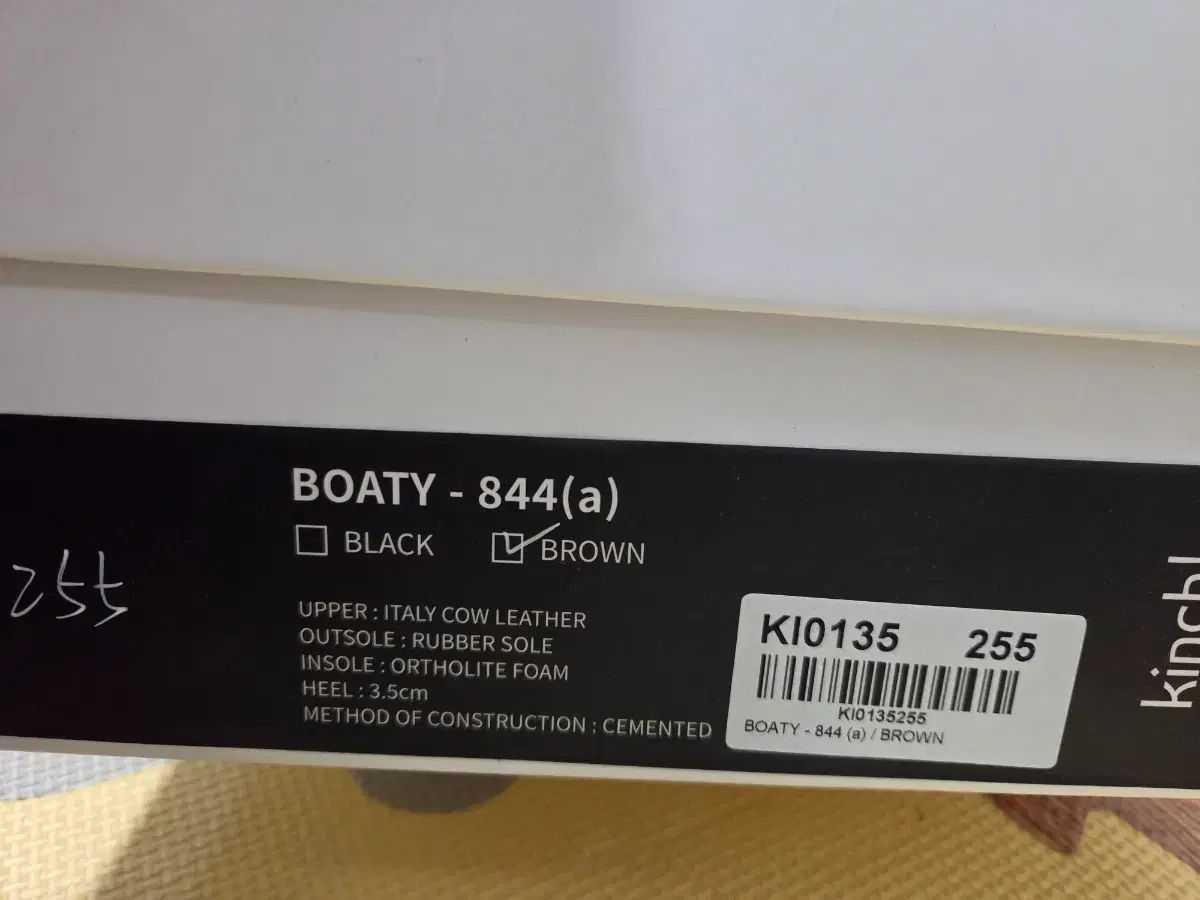 BOATY - 844(a)
BLACK BROWN
255
UPPER : ITALY COW LEATHER
OUTSOLE : RUBBER SOLE
INSOLE : ORTHOLITE FOAM
HEEL : 3.5cm
METHOD OF CONSTRUCTION : CEMENTED
KI0135 255
KI0135255
BOATY - 844 (a) / BROWN